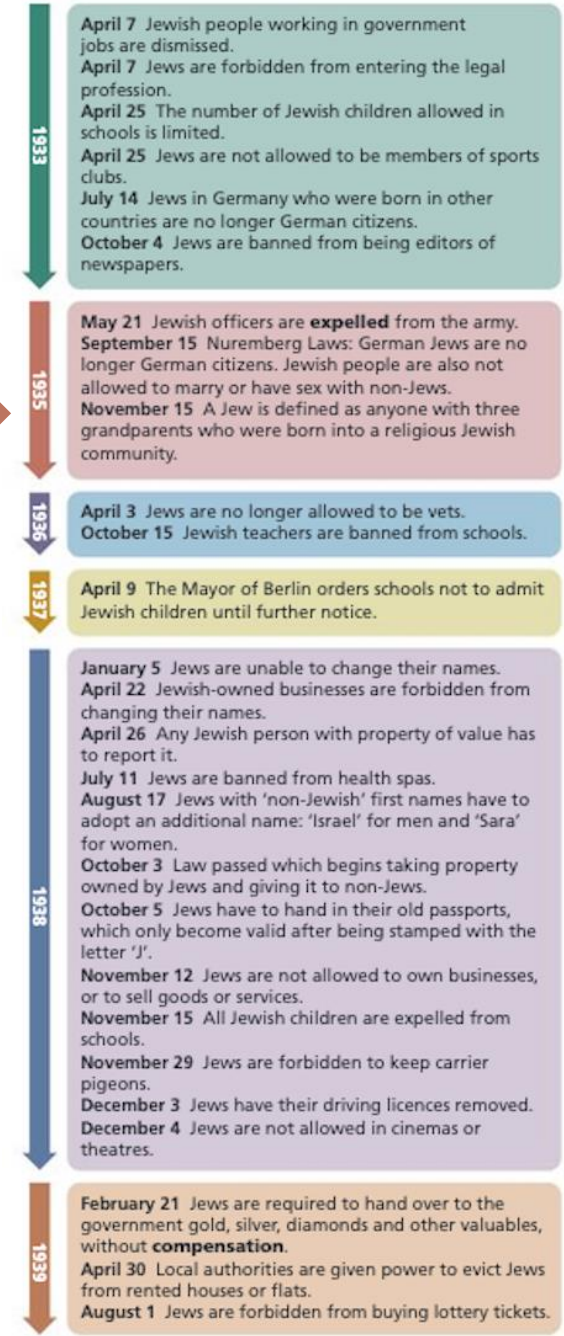 1933
April 7 Jewish people working in government
jobs are dismissed.
April 7 Jews are forbidden from entering the legal
profession.
April 25 The number of Jewish children allowed in
schools is limited.
April 25 Jews are not allowed to be members of sports
clubs.
July 14 Jews in Germany who were born in other
countries are no longer German citizens.
October 4 Jews are banned from being editors of
newspapers.
1935
May 21 Jewish officers are expelled from the army.
September 15 Nuremberg Laws: German Jews are no
longer German citizens. Jewish people are also not
allowed to marry or have sex with non-Jews.
November 15 A Jew is defined as anyone with three
grandparents who were born into a religious Jewish
community.
1936
April 3 Jews are no longer allowed to be vets.
October 15 Jewish teachers are banned from schools.
1937
April 9 The Mayor of Berlin orders schools not to admit
Jewish children until further notice.
1938
January 5 Jews are unable to change their names.
April 22 Jewish-owned businesses are forbidden from
changing their names.
April 26 Any Jewish person with property of value has
to report it.
July 11 Jews are banned from health spas.
August 17 Jews with ‘non-Jewish’ first names have to
adopt an additional name: ‘Israel’ for men and ‘Sara’
for women.
October 3 Law passed which begins taking property
owned by Jews and giving it to non-Jews.
October 5 Jews have to hand in their old passports,
which only become valid after being stamped with the
letter ‘J’.
November 12 Jews are not allowed to own businesses,
or to sell goods or services.
November 15 All Jewish children are expelled from
schools.
November 29 Jews are forbidden to keep carrier
pigeons.
December 3 Jews have their driving licences removed.
December 4 Jews are not allowed in cinemas or
theatres.
1939
February 21 Jews are required to hand over to the
government gold, silver, diamonds and other valuables,
without compensation.
April 30 Local authorities are given power to evict Jews
from rented houses or flats.
August 1 Jews are forbidden from buying lottery tickets.